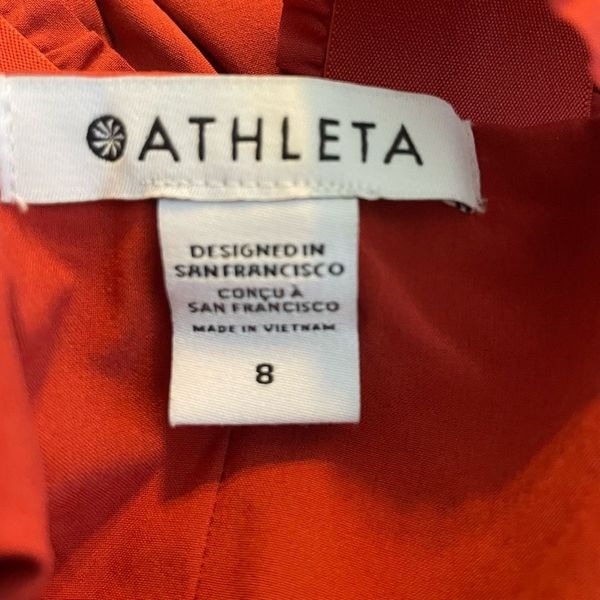 ATHLETA
DESIGNED IN
SAN FRANCISCO
CONÇU À
SAN FRANCISCO
MADE IN VIETNAM
8